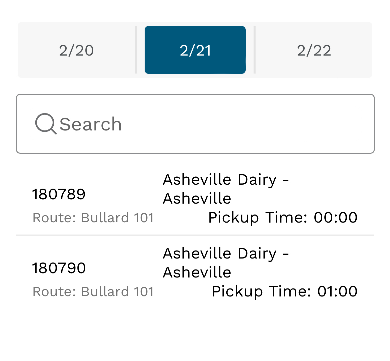 2/20 2/21 2/22
Search
180789 Asheville Dairy -
Asheville
Route: Bullard 101 Pickup Time: 00:00
180790 Asheville Dairy -
Asheville
Route: Bullard 101 Pickup Time: 01:00